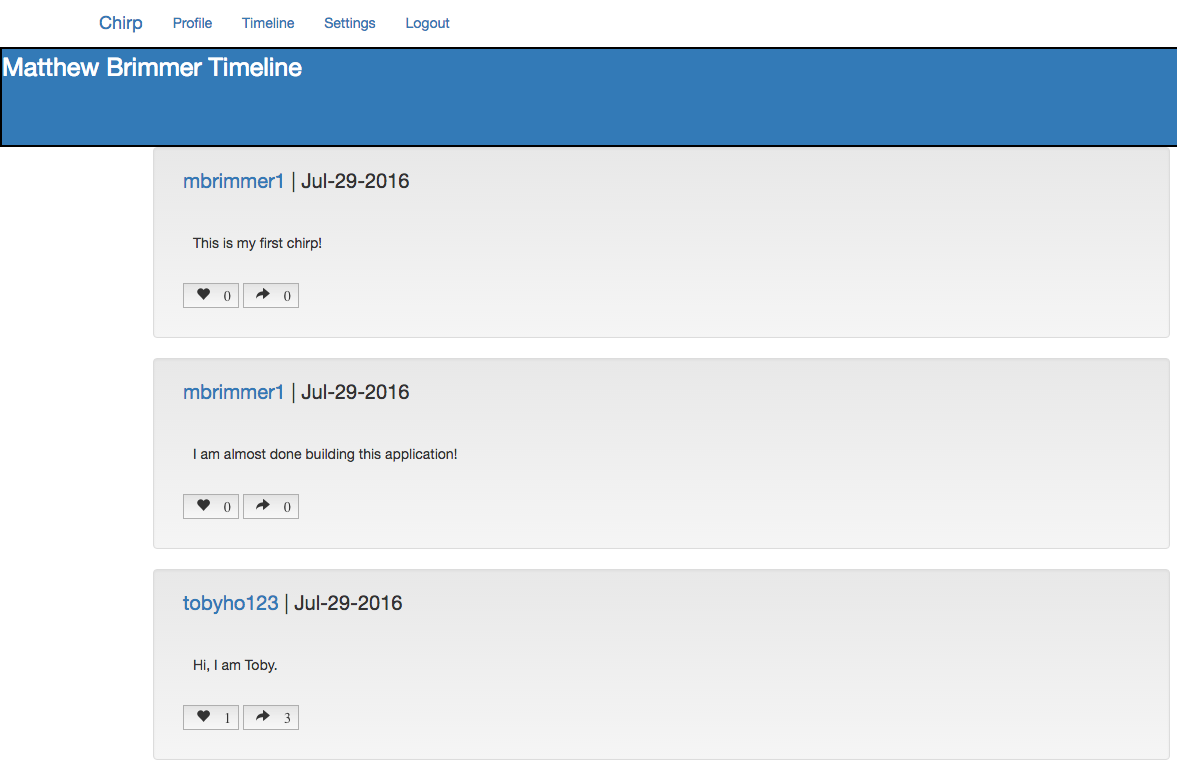 Chirp Profile Timeline Settings Logout
Matthew Brimmer Timeline
mbrimmer1 | Jul-29-2016
This is my first chirp!
0 0
mbrimmer1 | Jul-29-2016
I am almost done building this application!
0 0
tobyho123 | Jul-29-2016
Hi, I am Toby.
1 3